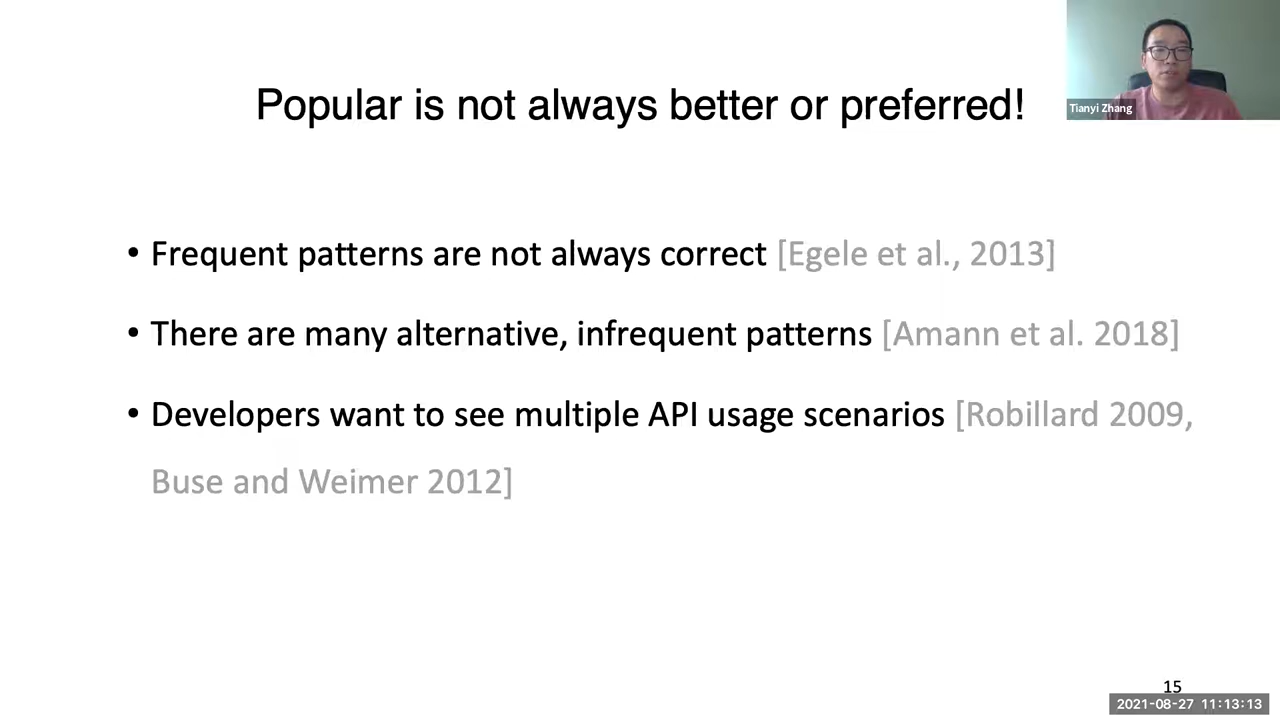 Popular is not always better or preferred!
Tianyi Zhang
• Frequent patterns are not always correct [Egele et al., 2013]
• There are many alternative, infrequent patterns [Amann et al. 2018]
• Developers want to see multiple API usage scenarios [Robillard 2009,
Buse and Weimer 2012]
15
2021-08-27 11:13:13